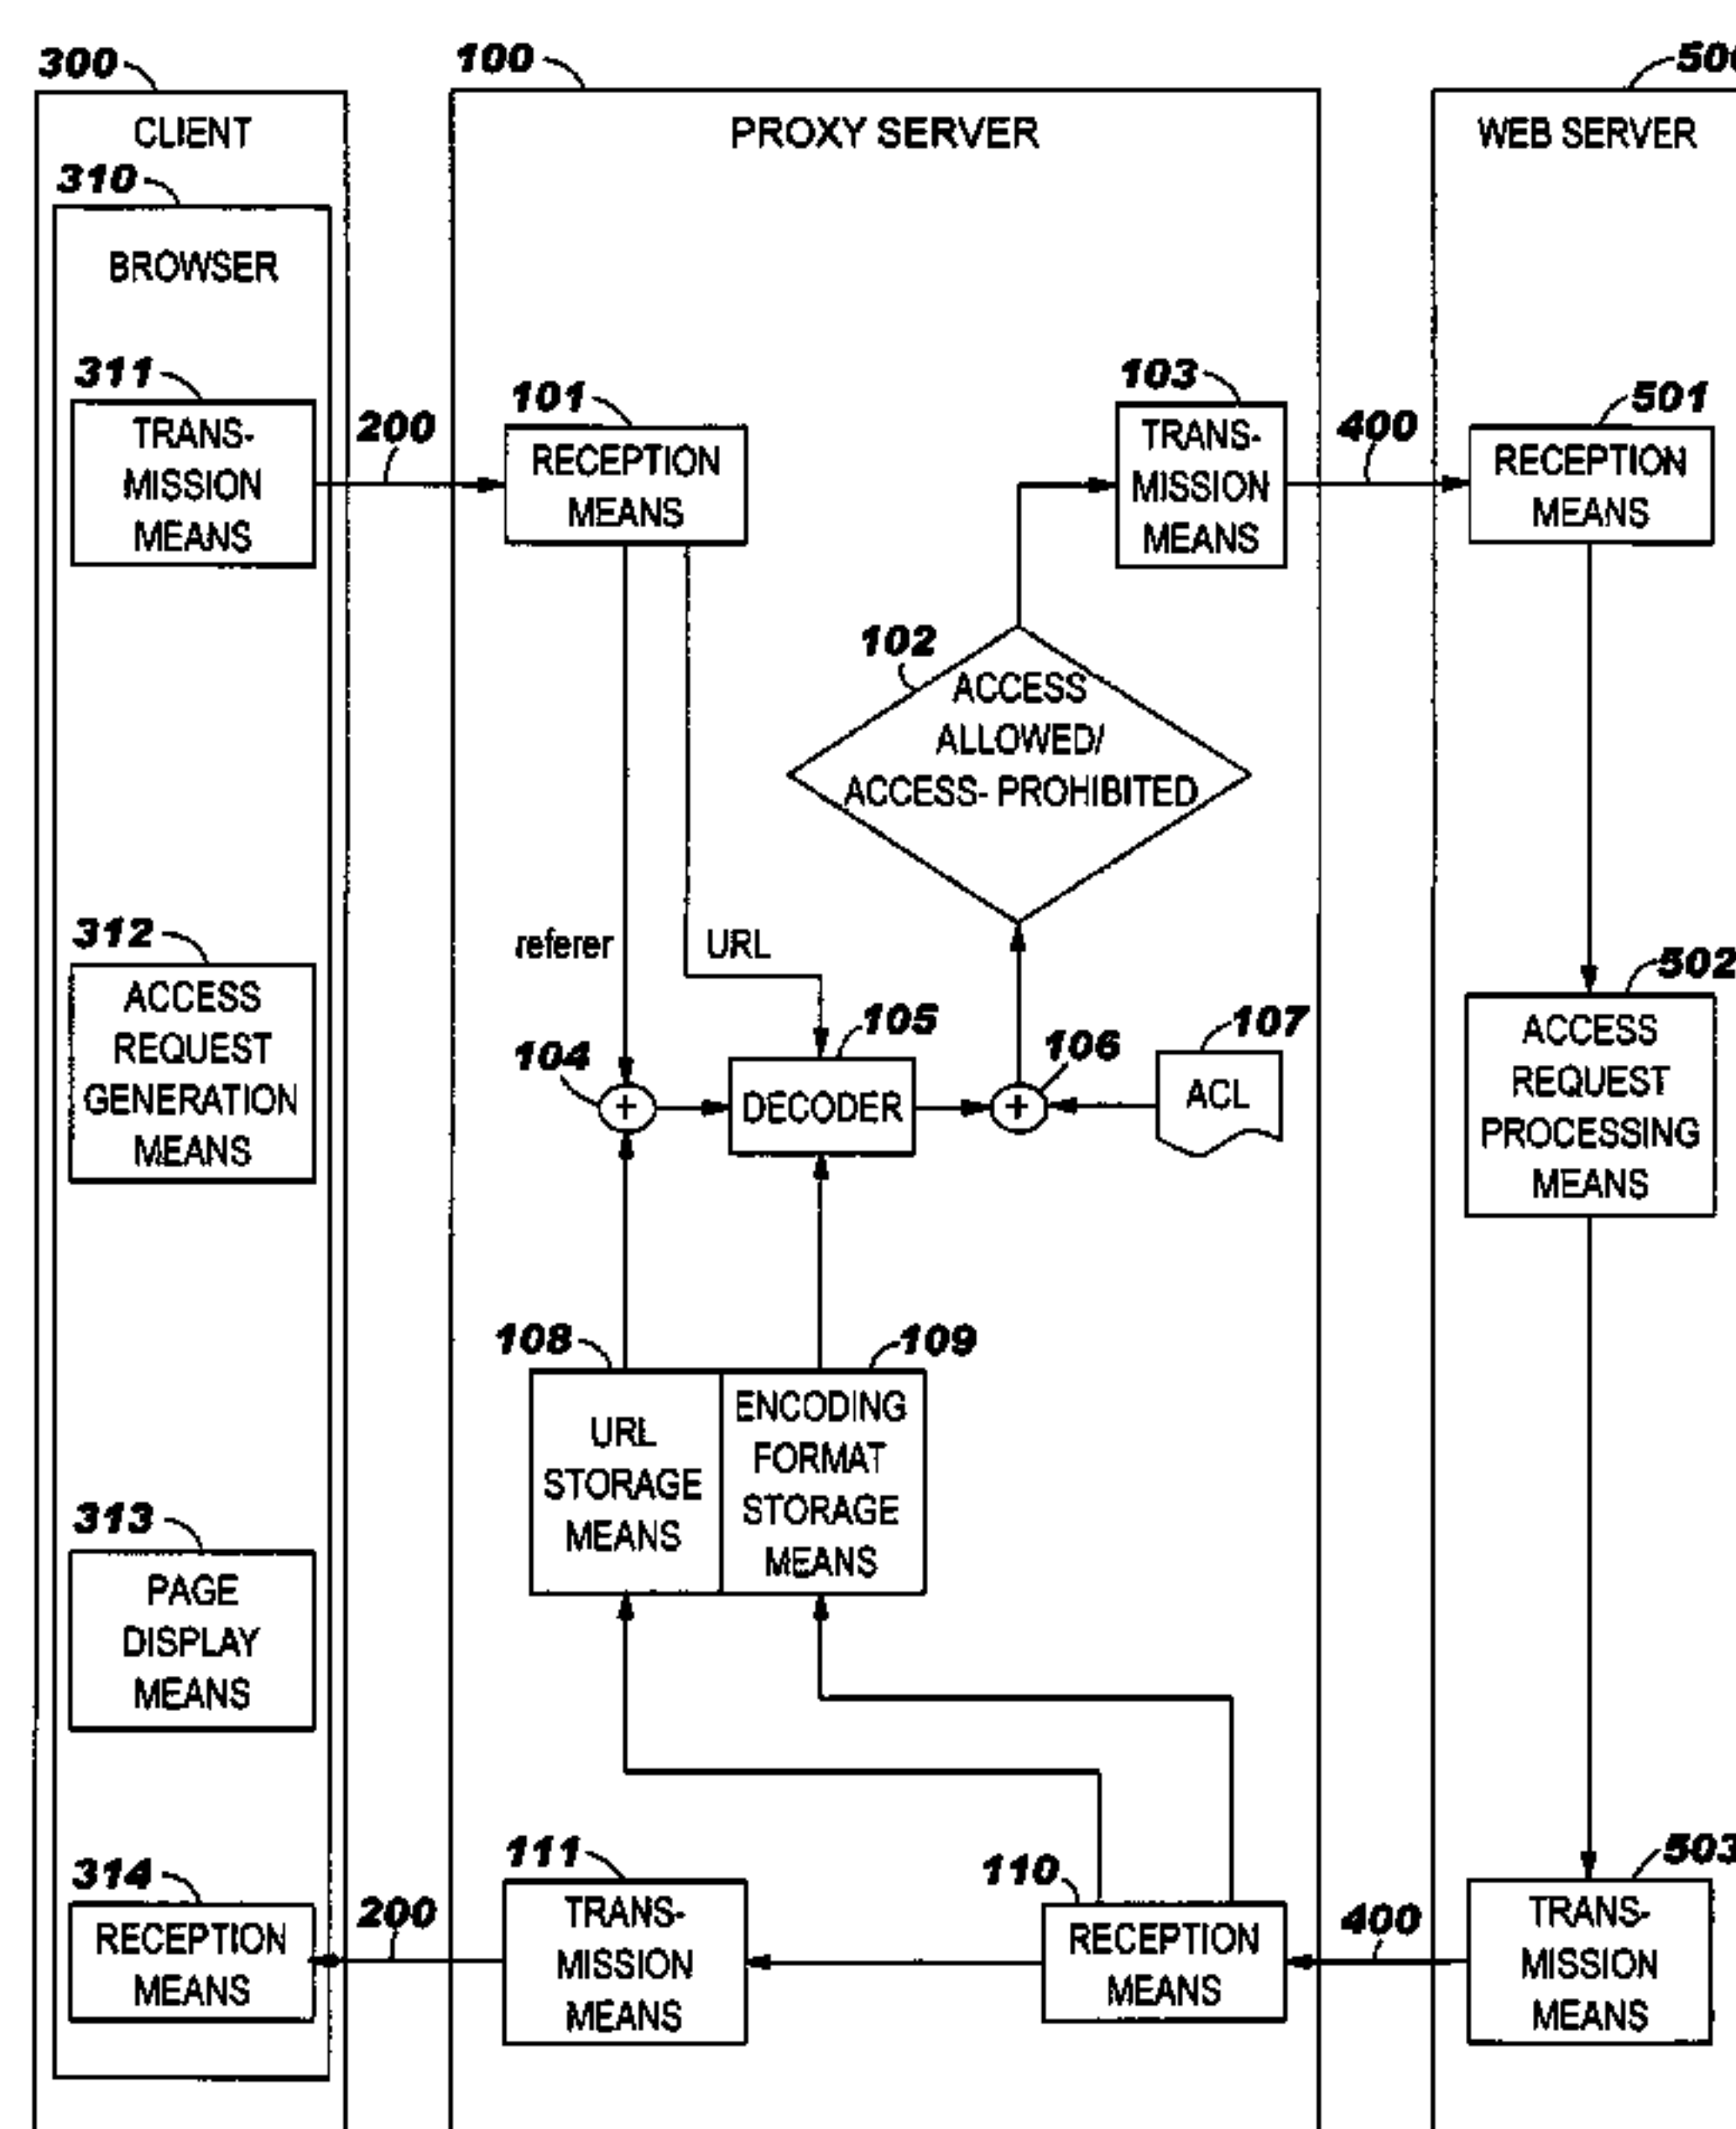 300
100
500
CLIENT
PROXY SERVER
WEB SERVER
310
BROWSER
311
TRANS-
MISSION
MEANS
200
101
RECEPTION
MEANS
103
TRANS-
MISSION
MEANS
400
501
RECEPTION
MEANS
102
ACCESS
ALLOWED/
ACCESS- PROHIBITED
312
ACCESS
REQUEST
GENERATION
MEANS
referer
URL
502
ACCESS
REQUEST
PROCESSING
MEANS
104
+
105
DECODER
106
+
107
ACL
108
URL
STORAGE
MEANS
109
ENCODING
FORMAT
STORAGE
MEANS
313
PAGE
DISPLAY
MEANS
314
RECEPTION
MEANS
200
111
TRANS-
MISSION
MEANS
110
RECEPTION
MEANS
400
503
TRANS-
MISSION
MEANS